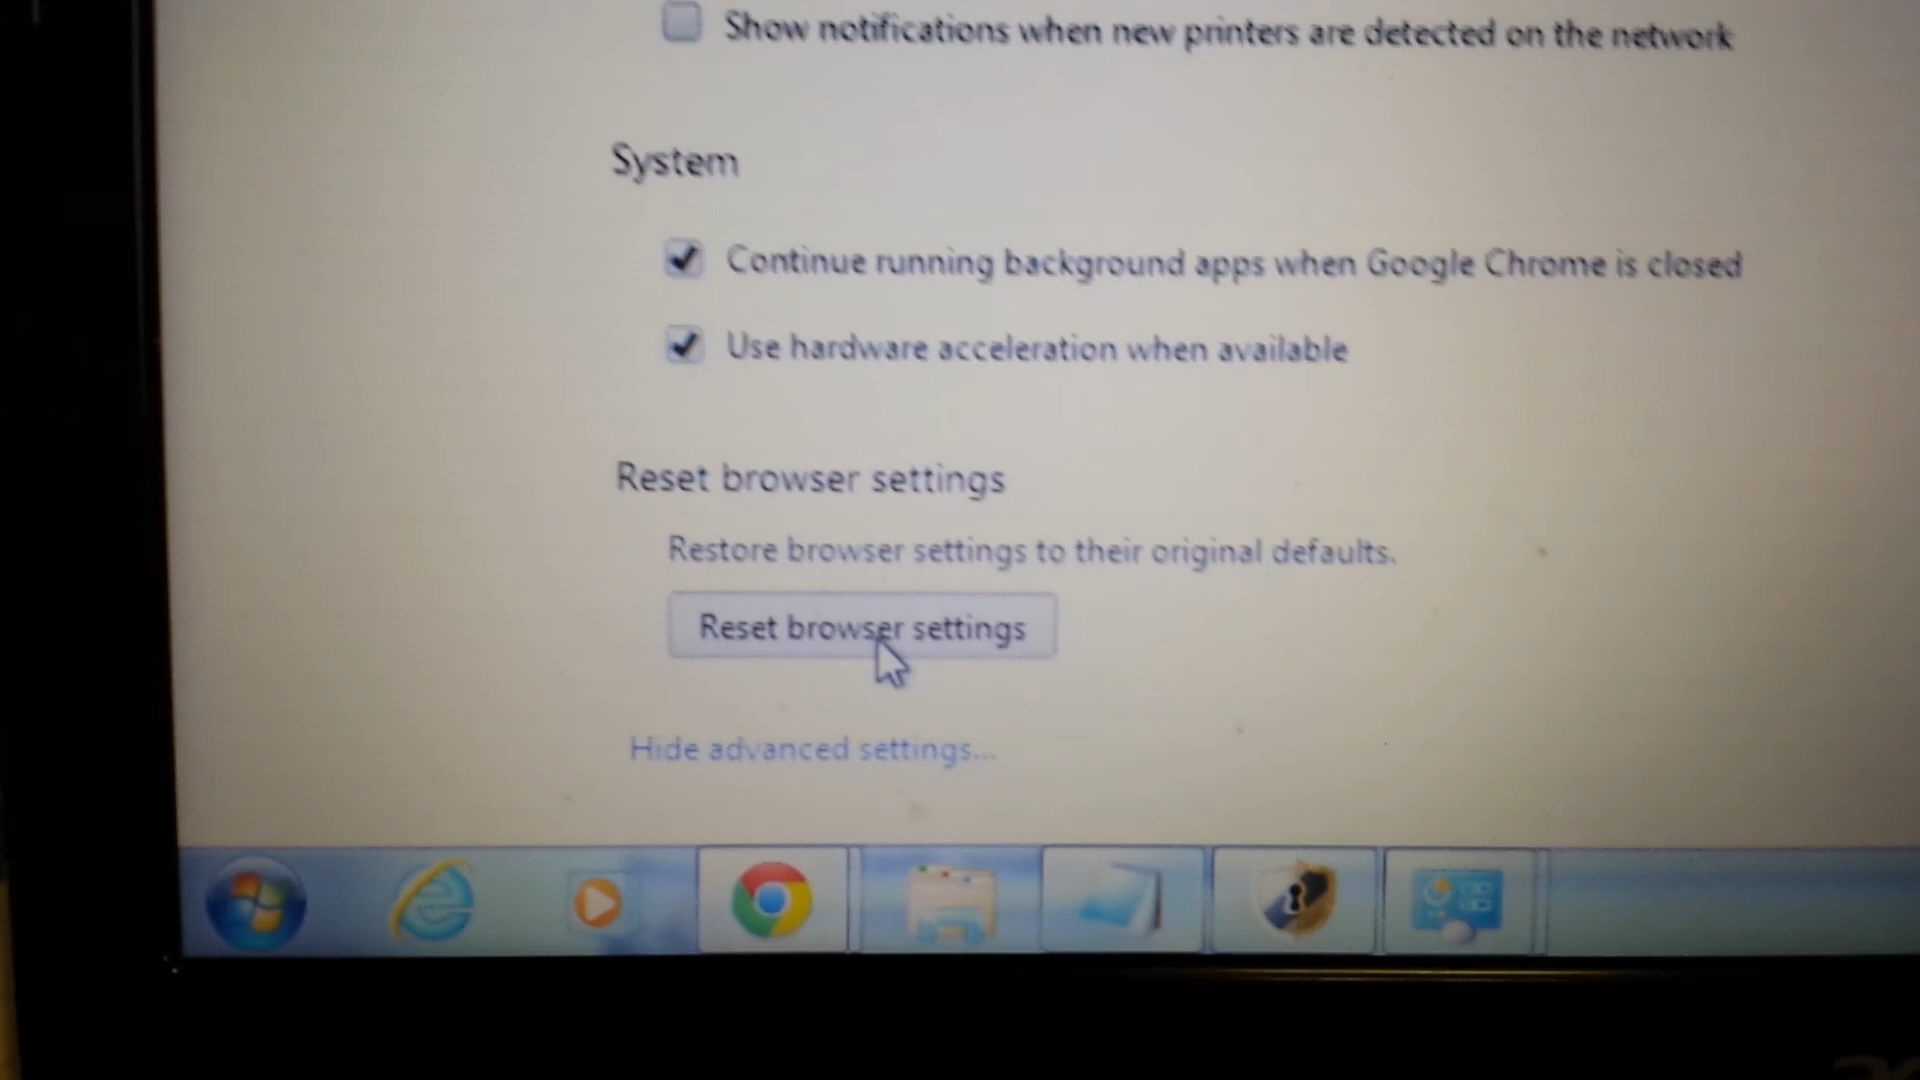 Show notifications when new printers are detected on the network
System
Continue running background apps when Google Chrome is closed
Use hardware acceleration when available
Reset browser settings
Restore browser settings to their original defaults.
Reset browser settings
Hide advanced settings...